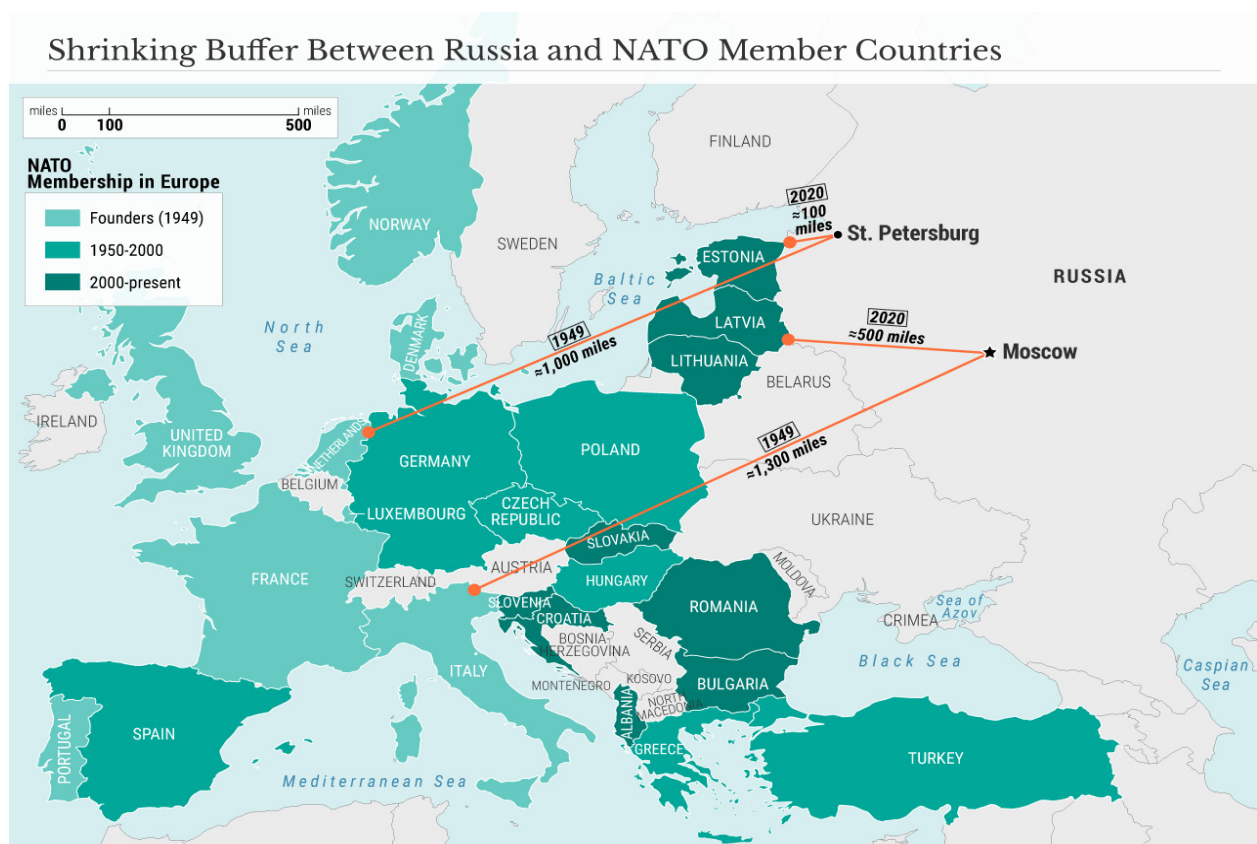 Shrinking Buffer Between Russia and NATO Member Countries
miles
miles
0
100
500
NATO
Membership in Europe
Founders (1949)
1950-2000
2000-present
FINLAND
NORWAY
SWEDEN
2020
≈100
miles
St. Petersburg
ESTONIA
RUSSIA
Baltic
Sea
North
Sea
LATVIA
2020
≈500 miles
Moscow
1949
≈1,000 miles
DENMARK
LITHUANIA
BELARUS
IRELAND
UNITED
KINGDOM
NETHERLANDS
BELGIUM
GERMANY
POLAND
1949
≈1,300 miles
LUXEMBOURG
CZECH
REPUBLIC
UKRAINE
SLOVAKIA
FRANCE
SWITZERLAND
AUSTRIA
HUNGARY
MOLDOVA
SLOVENIA
CROATIA
ROMANIA
Sea of
Azov
CRIMEA
BOSNIA-
HERZEGOVINA
SERBIA
ITALY
Black Sea
Caspian
Sea
MONTENEGRO
KOSOVO
BULGARIA
NORTH
MACEDONIA
ALBANIA
PORTUGAL
SPAIN
GREECE
TURKEY
Mediterranean Sea